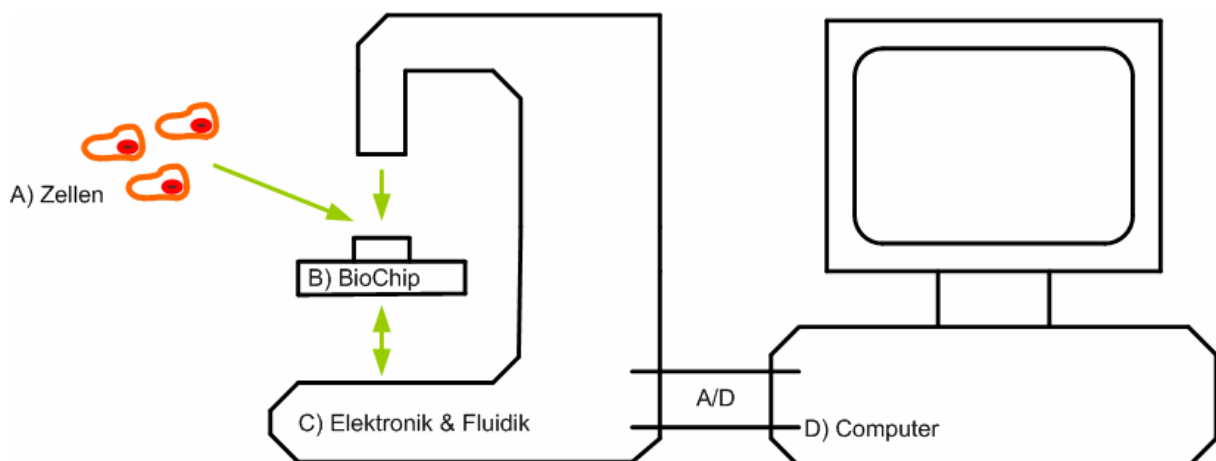 A) Zellen
B) BioChip
C) Elektronik & Fluidik
A/D
D) Computer